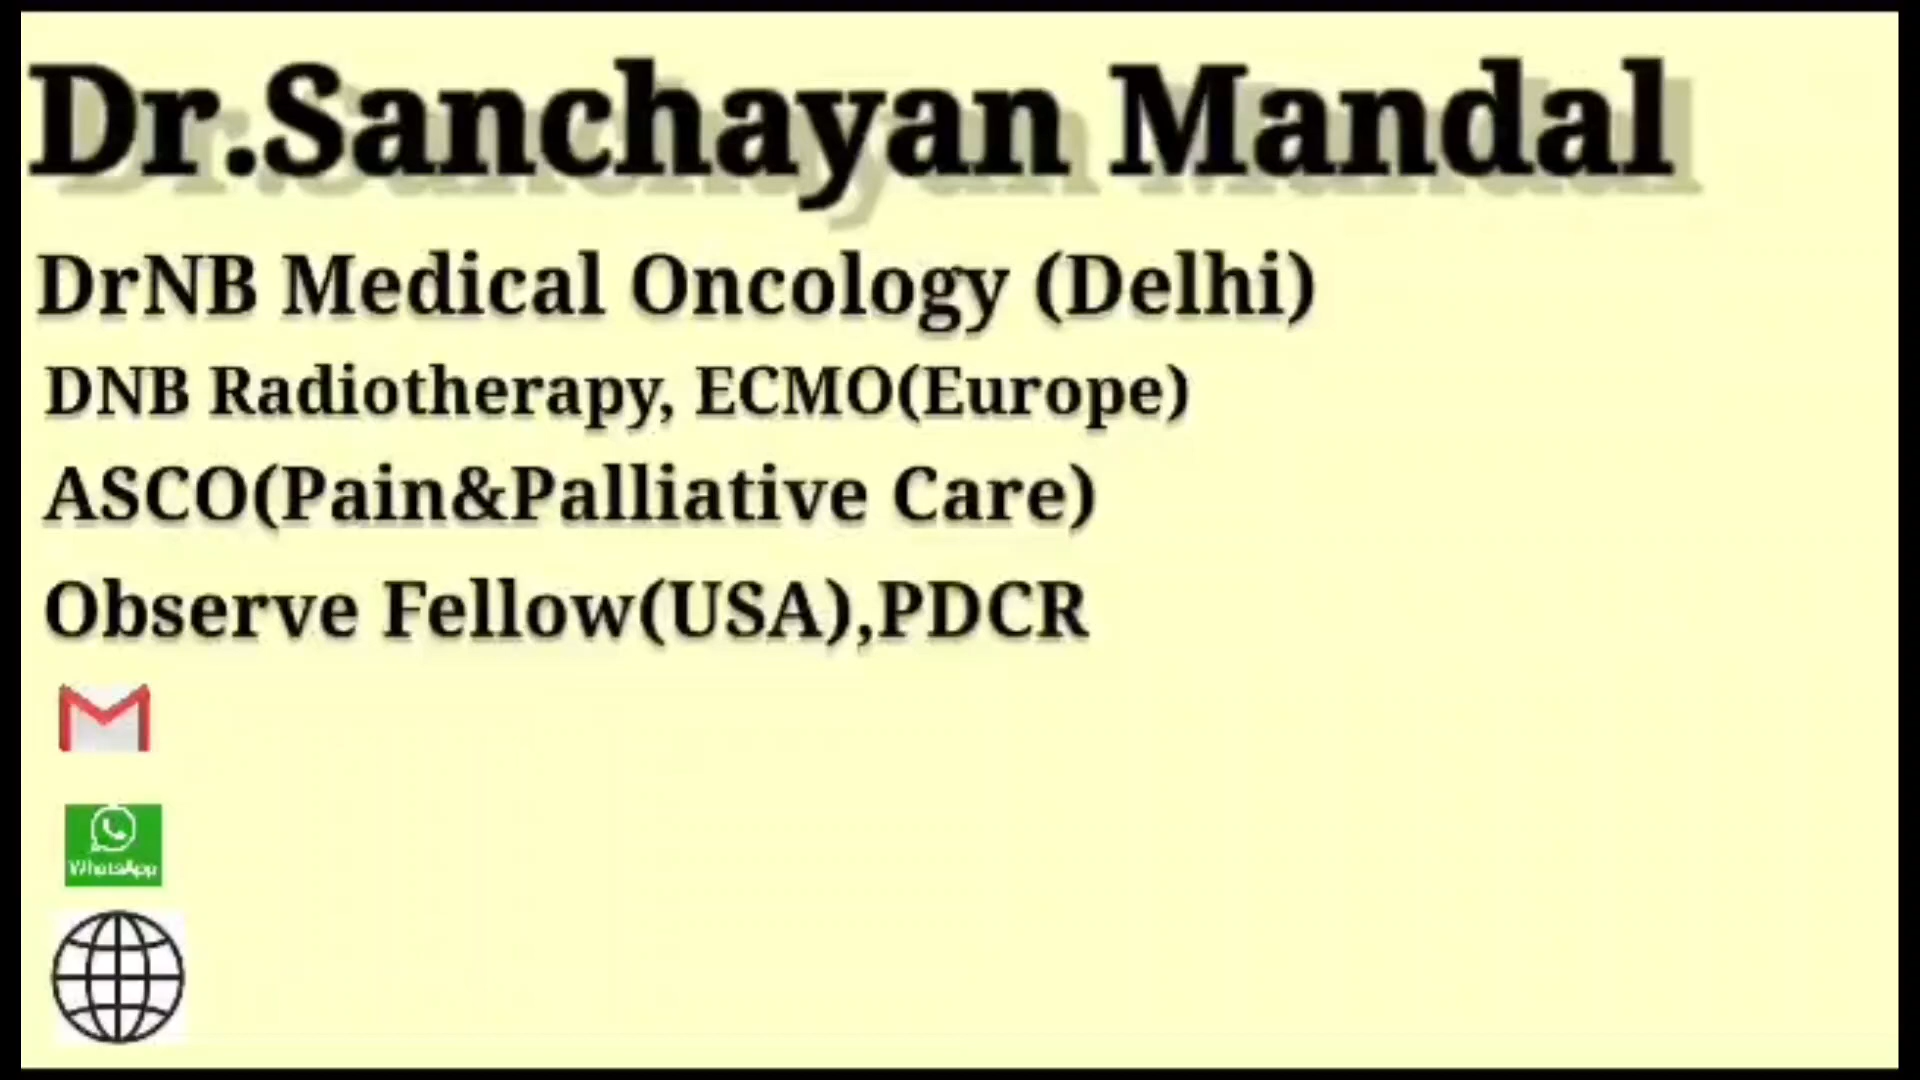 Dr.Sanchayan Mandal
DrNB Medical Oncology (Delhi)
DNB Radiotherapy, ECMO(Europe)
ASCO(Pain&Palliative Care)
Observe Fellow(USA),PDCR
WhatsApp